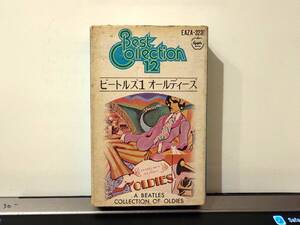 Best
Collection
12
EAZA-323
ビートルズ1 オールディーズ
OLDIES
A BEATLES
COLLECTION OF OLDIES